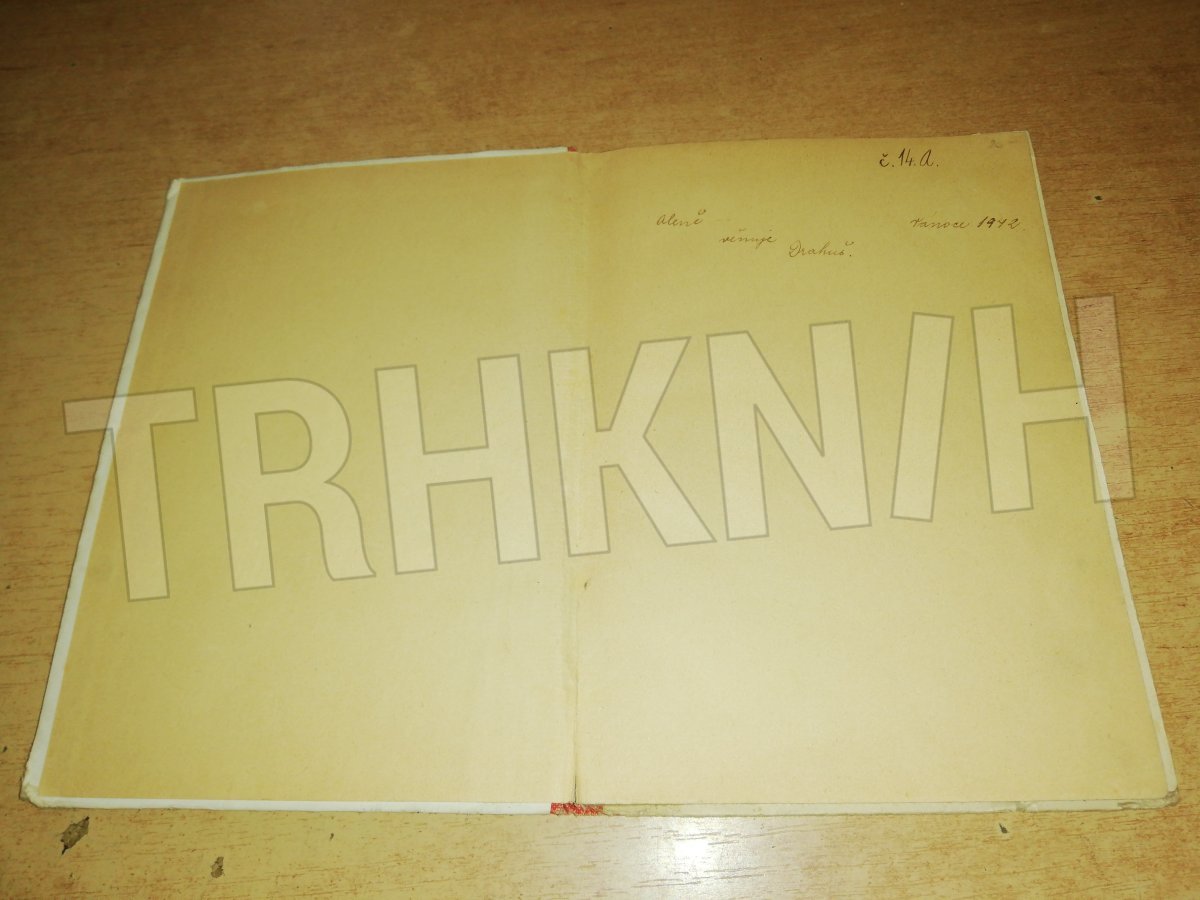 č. 14. A.
Aleně Vánoce 1942.
věnuje
Drahuš.
TRHKNIH